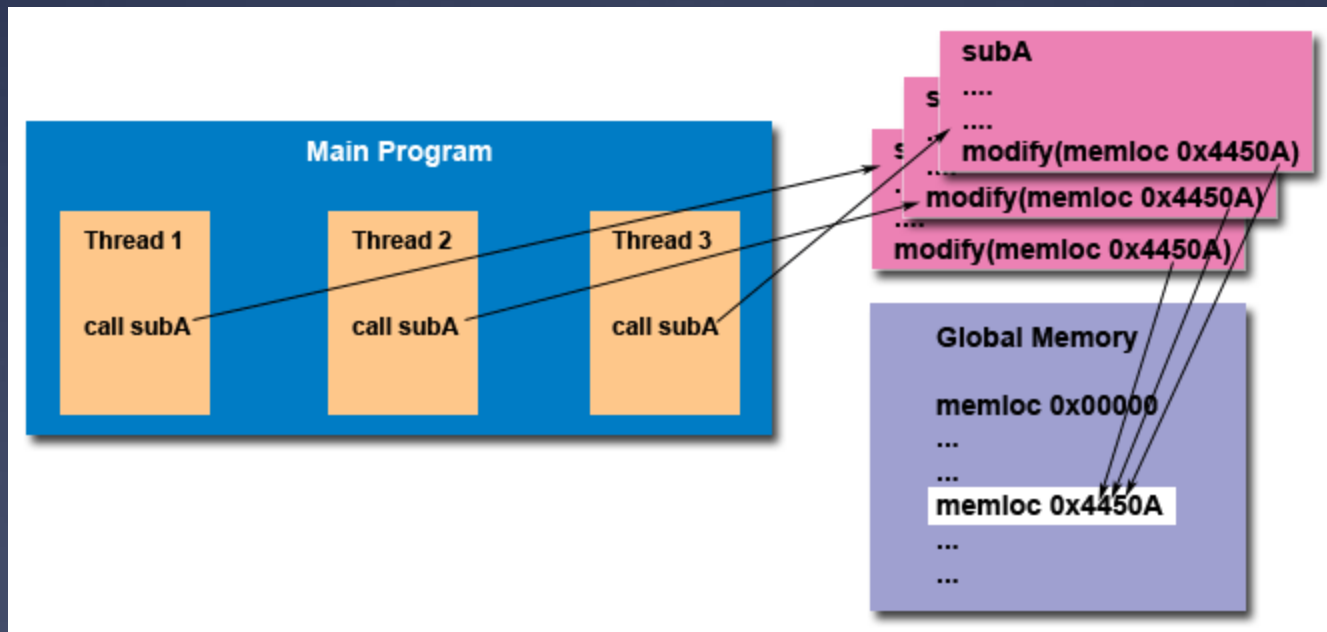 Main Program
Thread 1
call subA
Thread 2
call subA
Thread 3
call subA
subA
....
....
modify(memloc 0x4450A)
s
....
modify(memloc 0x4450A)
s
....
modify(memloc 0x4450A)
Global Memory
memloc 0x00000
...
...
memloc 0x4450A
...
...